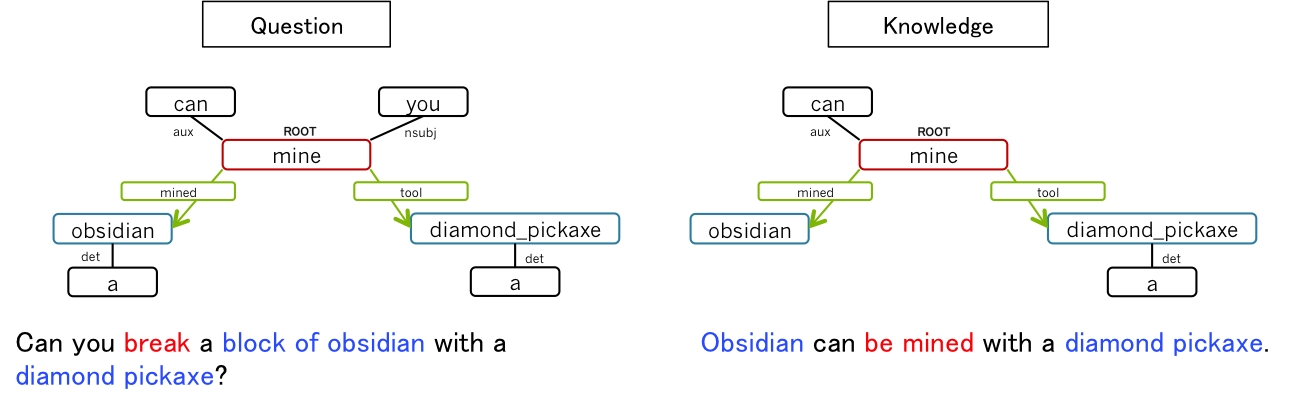 Question
can
you
aux
ROOT
nsubj
mine
mined
tool
obsidian
diamond_pickaxe
det
det
a
a
Can you break a block of obsidian with a
diamond pickaxe?
Knowledge
can
aux
ROOT
mine
mined
tool
obsidian
diamond_pickaxe
det
a
Obsidian can be mined with a diamond pickaxe.